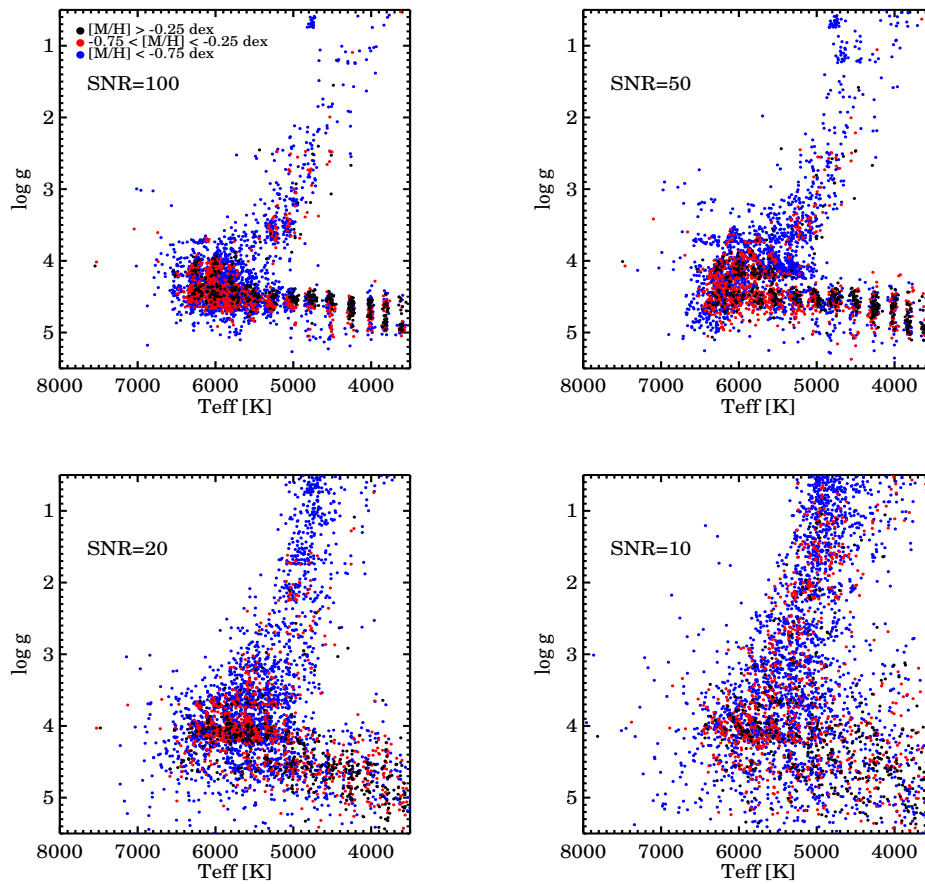 [M/H] > -0.25 dex
-0.75 < [M/H] < -0.25 dex
[M/H] < -0.75 dex
SNR=100
1
2
3
4
5
log g
8000 7000 6000 5000 4000
Teff [K]
SNR=50
1
2
3
4
5
log g
8000 7000 6000 5000 4000
Teff [K]
SNR=20
1
2
3
4
5
log g
8000 7000 6000 5000 4000
Teff [K]
SNR=10
1
2
3
4
5
log g
8000 7000 6000 5000 4000
Teff [K]